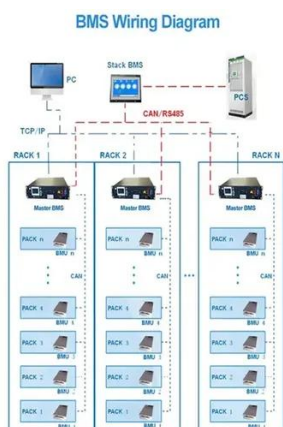 BMS Wiring Diagram
Stack BMS
PC
PCS
CAN/RS485
TCP/IP
RACK 1 RACK 2 RACK N
Master BMS Master BMS Master BMS
PACK n PACK n PACK n
BMU n BMU n BMU n
CAN CAN CAN
PACK 4 PACK 4 PACK 4
BMU 4 BMU 4 BMU 4
PACK 3 PACK 3 PACK 3
BMU 3 BMU 3 BMU 3
PACK 2 PACK 2 PACK 2
BMU 2 BMU 2 BMU 2
PACK 1 PACK 1 PACK 1